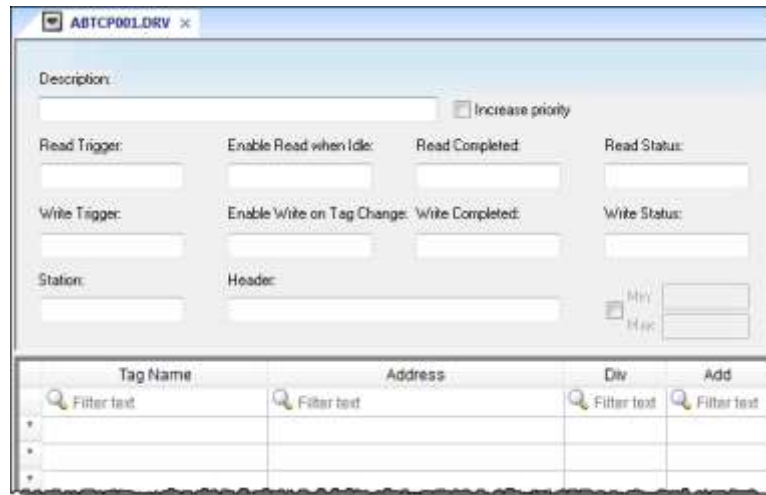 ABTCP001.DRV ×
Description:
Increase priority
Read Trigger: Enable Read when Idle: Read Completed: Read Status:
Write Trigger: Enable Write on Tag Change: Write Completed: Write Status:
Station: Header:
Min:
Max:
Tag Name Address Div Add
Filter text Filter text Filter text Filter text
*
*
*